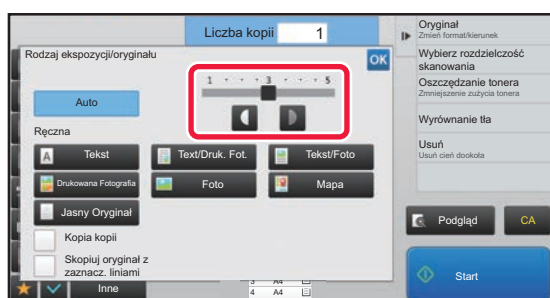 Liczba kopii 1
Rodzaj ekspozycji/oryginału
OK
1 3 5
Auto
Ręczna
Tekst
Text/Druk. Fot.
Tekst/Foto
Drukowana Fotografia
Foto
Mapa
Jasny Oryginał
Kopia kopii
Skopiuj oryginał z
zaznacz. liniami
Inne
3 A4
4 A4
Oryginał
Zmień format/kierunek
Wybierz rozdzielczość
skanowania
Oszczędzanie tonera
Zmniejszenie zużycia tonera
Wyrównanie tła
Usuń
Usuń cień dookoła
Podgląd
CA
Start